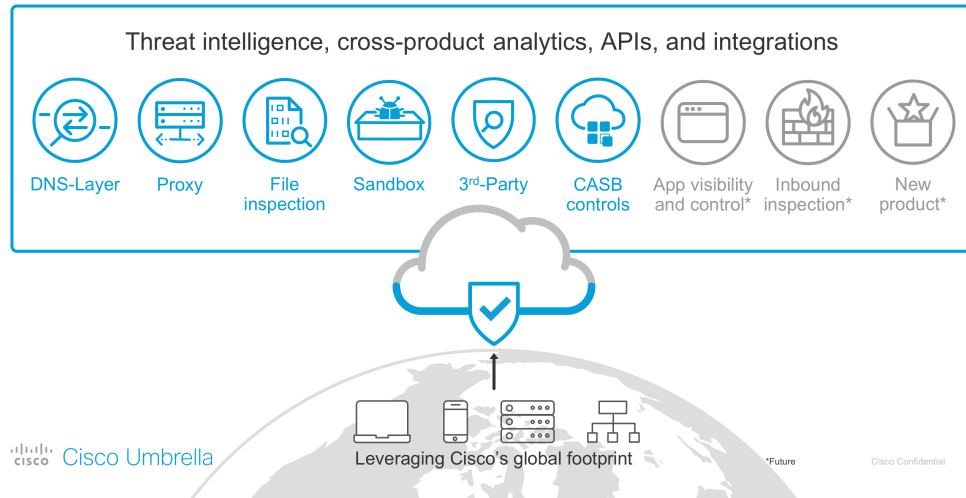 Threat intelligence, cross-product analytics, APIs, and integrations
DNS-Layer
Proxy
File
inspection
Sandbox
3rd-Party
CASB
controls
App visibility
and control*
Inbound
inspection*
New
product*
Leveraging Cisco's global footprint
CISCO Cisco Umbrella
*Future
Cisco Confidential